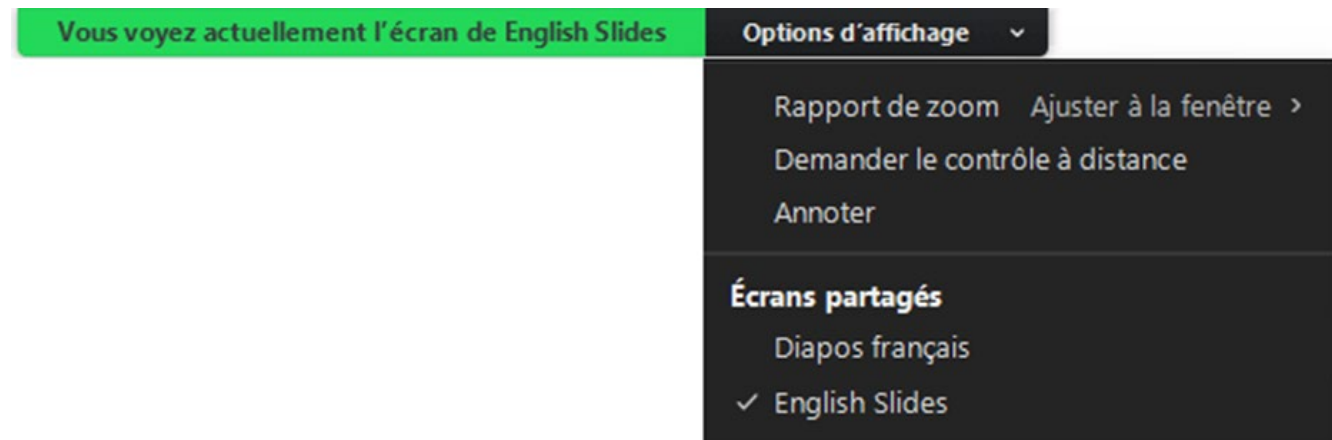 Vous voyez actuellement l’écran de English Slides Options d’affichage
Rapport de zoom Ajuster à la fenêtre
Demander le contrôle à distance
Annoter
Écrans partagés
Diapos français
English Slides